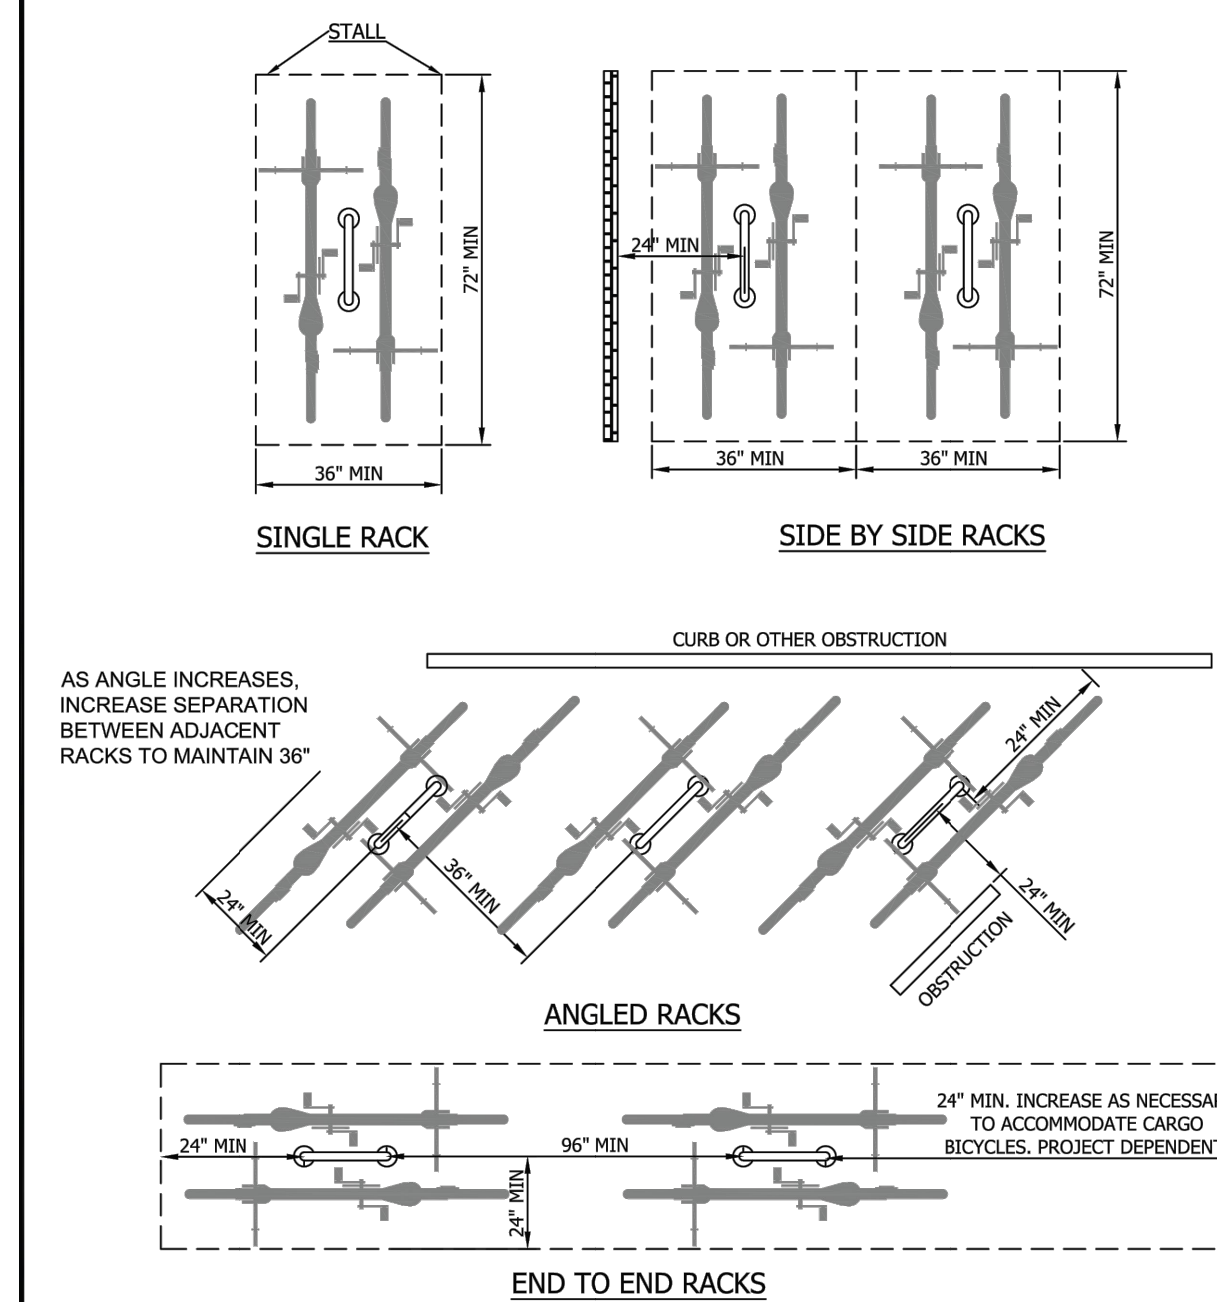 STALL
72" MIN
36" MIN
SINGLE RACK
24" MIN
72" MIN
36" MIN
36" MIN
SIDE BY SIDE RACKS
CURB OR OTHER OBSTRUCTION
AS ANGLE INCREASES,
INCREASE SEPARATION
BETWEEN ADJACENT
RACKS TO MAINTAIN 36"
24" MIN
36" MIN
24" MIN
24" MIN
OBSTRUCTION
ANGLED RACKS
24" MIN
96" MIN
24" MIN
24" MIN. INCREASE AS NECESSAR
TO ACCOMMODATE CARGO
BICYCLES. PROJECT DEPENDENT
END TO END RACKS